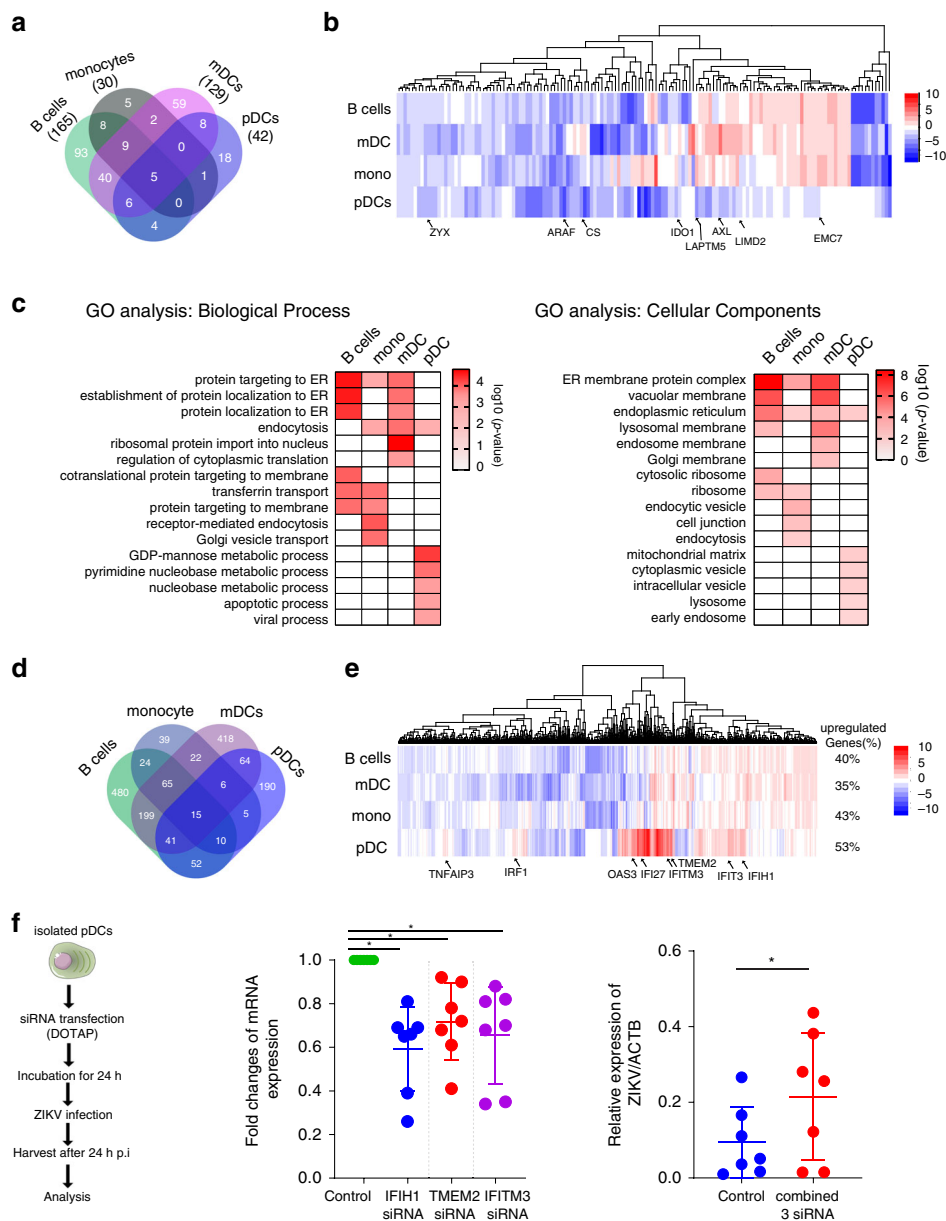 a
monocytes
(30)
mDCs
(129)
B cells
(165)
pDCs
(42)
5
59
8
2
8
93
9
0
18
40
5
1
6
0
4
b
B cells
mDC
mono
pDCs
10
5
0
−5
−10
ZYX
ARAF
CS
IDO1
LAPTM5
AXL
LIMD2
EMC7
c
GO analysis: Biological Process
B cells
mono
mDC
pDC
protein targeting to ER
establishment of protein localization to ER
protein localization to ER
endocytosis
ribosomal protein import into nucleus
regulation of cytoplasmic translation
cotranslational protein targeting to membrane
transferrin transport
protein targeting to membrane
receptor-mediated endocytosis
Golgi vesicle transport
GDP-mannose metabolic process
pyrimidine nucleobase metabolic process
nucleobase metabolic process
apoptotic process
viral process
4
3
2
1
0
log10 (p-value)
GO analysis: Cellular Components
B cells
mono
mDC
pDC
ER membrane protein complex
vacuolar membrane
endoplasmic reticulum
lysosomal membrane
endosome membrane
Golgi membrane
cytosolic ribosome
ribosome
endocytic vesicle
cell junction
endocytosis
mitochondrial matrix
cytoplasmic vesicle
intracellular vesicle
lysosome
early endosome
8
6
4
2
0
log10 (p-value)
d
monocyte
mDCs
B cells
pDCs
39
418
24
22
64
480
65
6
190
199
15
5
41
10
52
e
upregulated
Genes(%)
B cells
40%
mDC
35%
mono
43%
pDC
53%
10
5
0
−5
−10
TNFAIP3
IRF1
OAS3
IFI27
TMEM2
IFITM3
IFIT3
IFIH1
f
isolated pDCs
siRNA transfection
(DOTAP)
Incubation for 24 h
ZIKV infection
Harvest after 24 h p.i
Analysis
Fold changes of mRNA
expression
1.0
0.8
0.6
0.4
0.2
0.0
*
*
*
Control
IFIH1
siRNA
TMEM2
siRNA
IFITM3
siRNA
Relative expression of
ZIKV/ACTB
0.6
0.4
0.2
0.0
*
Control
combined
3 siRNA